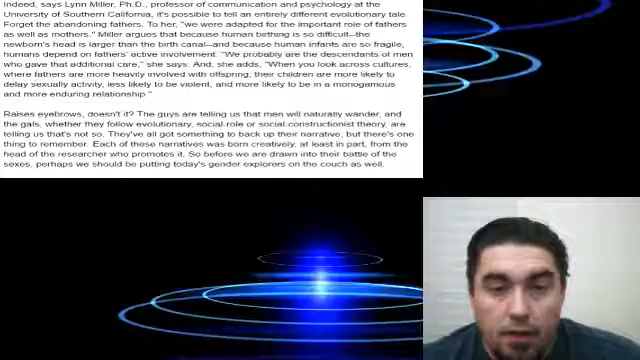 Indeed, says Lynn Miller, Ph.D., professor of communication and psychology at the
University of Southern California, it's possible to tell an entirely different evolutionary tale.
Forget the abandoning fathers. To her, "we were adapted for the important role of fathers
as well as mothers." Miller argues that because human birthing is so difficult--the
newborn's head is larger than the birth canal--and because human infants are so fragile,
humans depend on fathers' active involvement. "We probably are the descendants of men
who gave that additional care," she says. And, she adds, "When you look across cultures,
where fathers are more heavily involved with offspring, their children are more likely to
delay sexually activity, less likely to be violent, and more likely to be in a monogamous
and more enduring relationship."
Raises eyebrows, doesn't it? The guys are telling us that men will naturally wander, and
the gals, whether they follow evolutionary, social-role or social-constructionist theory, are
telling us that's not so. They've all got something to back up their narrative, but there's one
thing to remember. Each of these narratives was born creatively, at least in part, from the
head of the researcher who promotes it. So before we are drawn into their battle of the
sexes, perhaps we should be putting today's gender explorers on the couch as well.